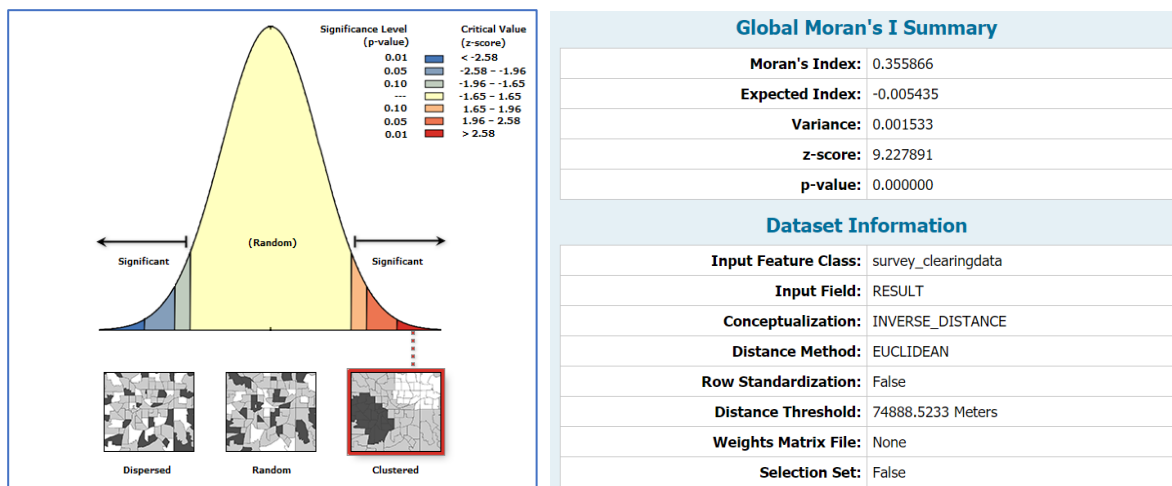 Significance Level (p-value) Critical Value (z-score)
0.01 < -2.58
0.05 -2.58 – -1.96
0.10 -1.96 – -1.65
--- -1.65 – 1.65
0.10 1.65 – 1.96
0.05 1.96 – 2.58
0.01 > 2.58
(Random)
Significant Significant
Dispersed Random Clustered
Global Moran's I Summary
Moran's Index: 0.355866
Expected Index: -0.005435
Variance: 0.001533
z-score: 9.227891
p-value: 0.000000
Dataset Information
Input Feature Class: survey_clearingdata
Input Field: RESULT
Conceptualization: INVERSE_DISTANCE
Distance Method: EUCLIDEAN
Row Standardization: False
Distance Threshold: 74888.5233 Meters
Weights Matrix File: None
Selection Set: False